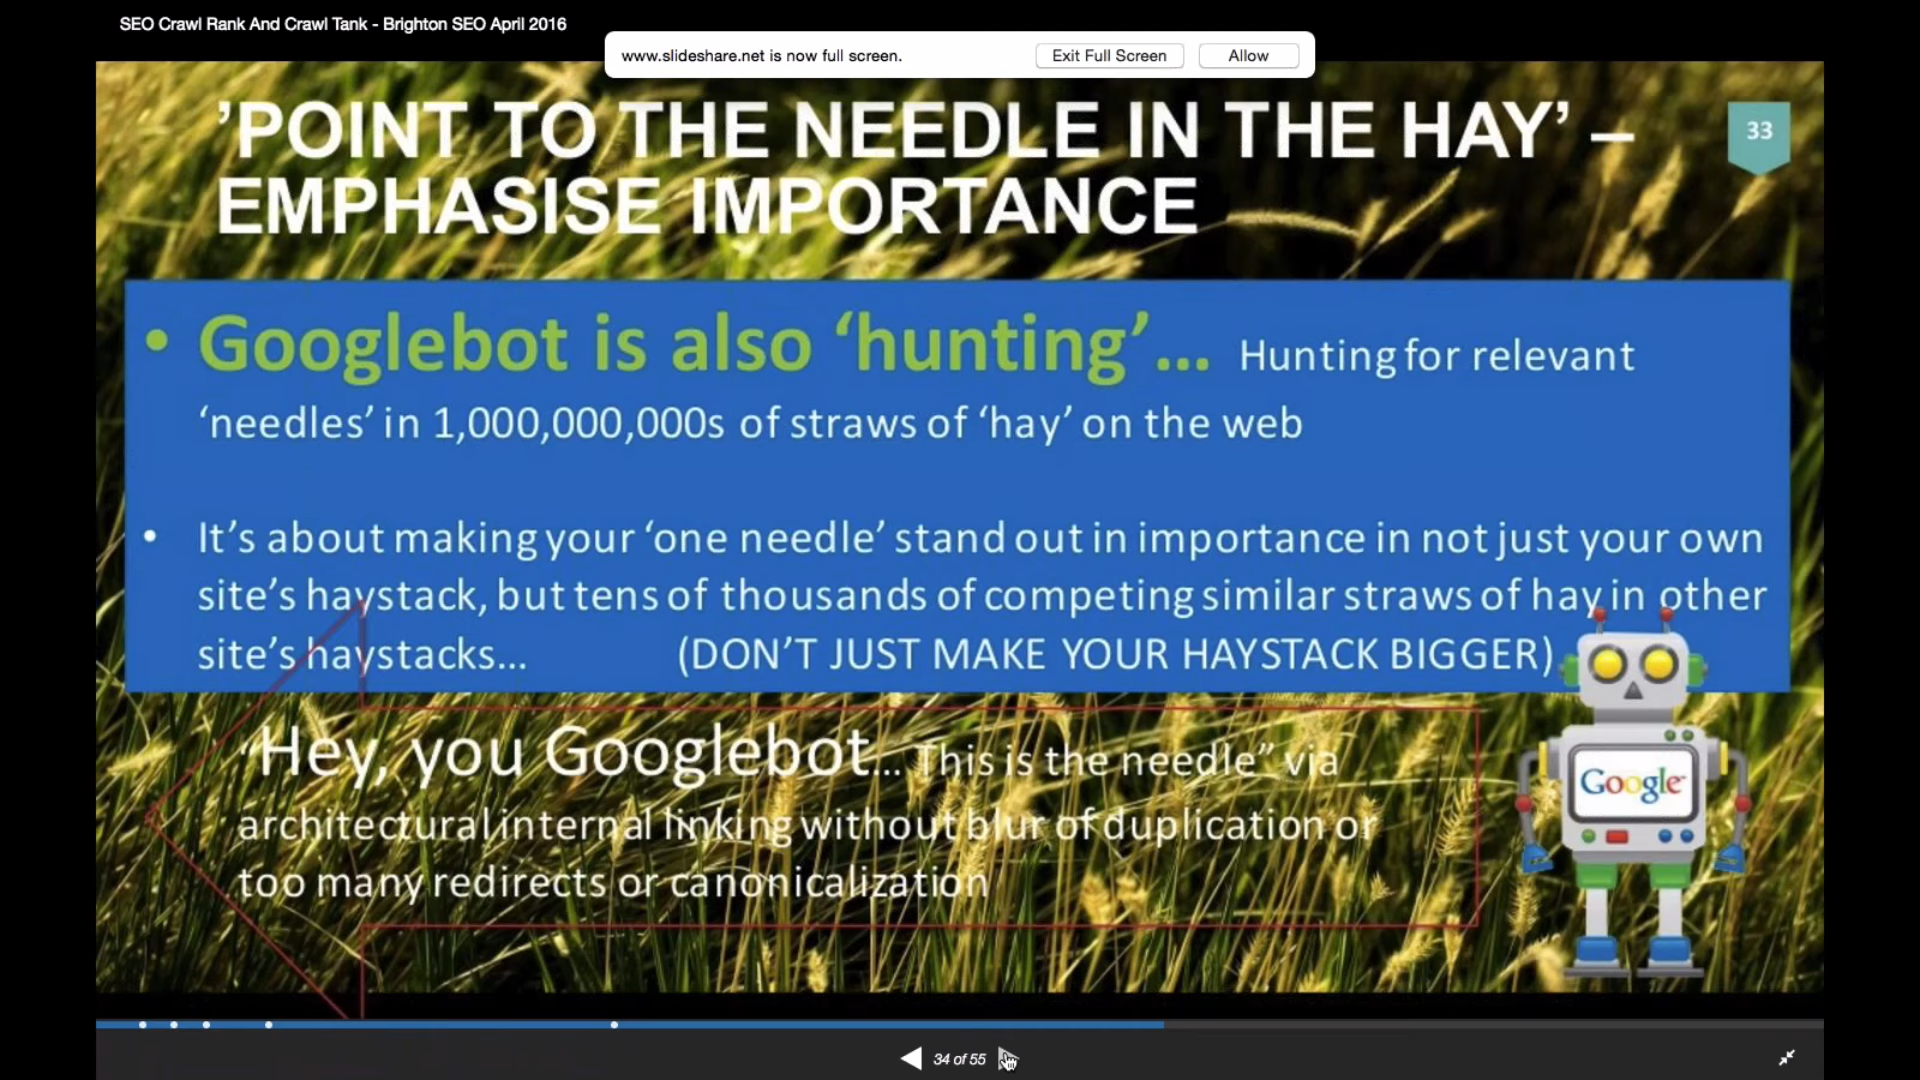 SEO Crawl Rank And Crawl Tank - Brighton SEO April 2016
www.slideshare.net is now full screen.
Exit Full Screen
Allow
’POINT TO THE NEEDLE IN THE HAY’ –
EMPHASISE IMPORTANCE
33
• Googlebot is also ‘hunting’... Hunting for relevant
‘needles’ in 1,000,000,000s of straws of ‘hay’ on the web
• It’s about making your ‘one needle’ stand out in importance in not just your own
site’s haystack, but tens of thousands of competing similar straws of hay in other
site’s haystacks... (DON’T JUST MAKE YOUR HAYSTACK BIGGER)
“Hey, you Googlebot... This is the needle” via
architectural internal linking without blur of duplication or
too many redirects or canonicalization
Google
34 of 55